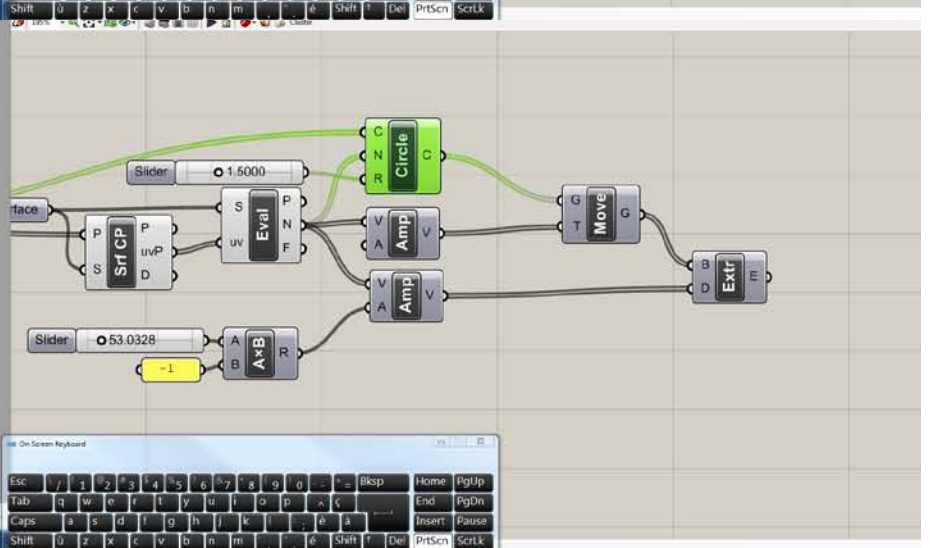 Shift ù z x c v b n m é Shift ↑ Del PrtScn ScrLk
195%
C
N Circle C
R
Slider 1.5000
rface
S P
Eval N
uv F
P P
Srf CP uvP
S D
V
Amp V
A
V
Amp V
A
G
Move G
T
B
Extr E
D
Slider 53.0328
A
A×B R
B
-1
On-Screen Keyboard
Esc / 1 2 3 4 5 6 7 8 9 0 - = Bksp Home PgUp
Tab q w e r t y u i o p ^ ç End PgDn
Caps a s d f g h j k l ; è à Insert Pause
Shift ù z x c v b n m é Shift ↑ Del PrtScn ScrLk